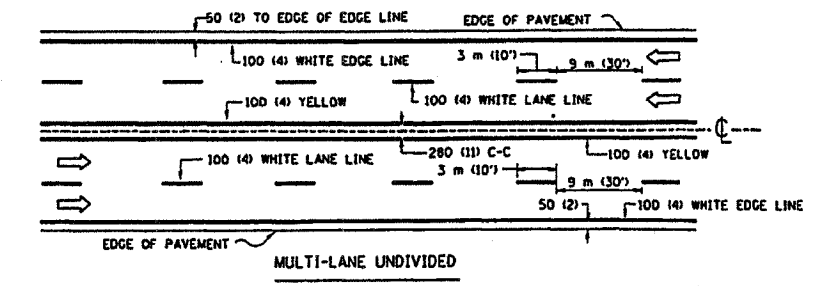 50 (2) TO EDGE OF EDGE LINE
EDGE OF PAVEMENT
100 (4) WHITE EDGE LINE
3 m (10')
9 m (30')
100 (4) YELLOW
100 (4) WHITE LANE LINE
℄
100 (4) WHITE LANE LINE
280 (11) C-C
100 (4) YELLOW
3 m (10')
9 m (30')
50 (2)
100 (4) WHITE EDGE LINE
EDGE OF PAVEMENT
MULTI-LANE UNDIVIDED